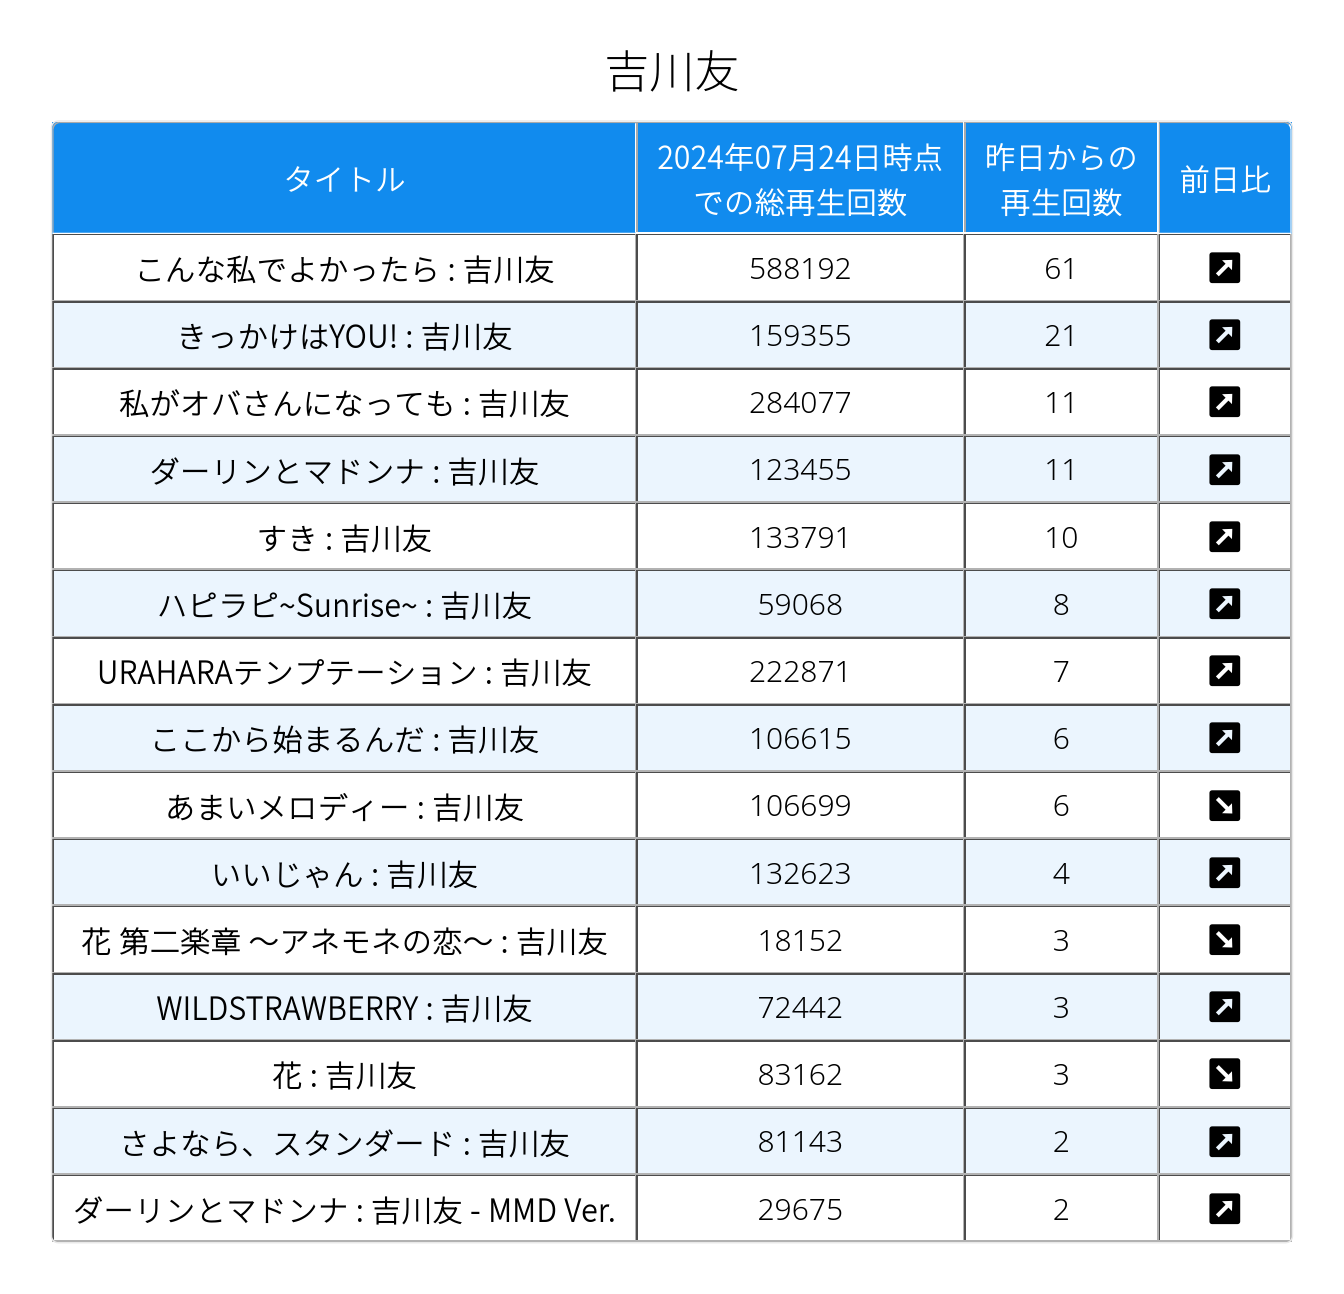 吉川友
タイトル 2024年07月24日時点での総再生回数 昨日からの再生回数 前日比
こんな私でよかったら : 吉川友 588192 61 ↗
きっかけはYOU! : 吉川友 159355 21 ↗
私がオバさんになっても : 吉川友 284077 11 ↗
ダーリンとマドンナ : 吉川友 123455 11 ↗
すき : 吉川友 133791 10 ↗
ハピラピ~Sunrise~ : 吉川友 59068 8 ↗
URAHARAテンプテーション : 吉川友 222871 7 ↗
ここから始まるんだ : 吉川友 106615 6 ↗
あまいメロディー : 吉川友 106699 6 ↘
いいじゃん : 吉川友 132623 4 ↗
花 第二楽章 〜アネモネの恋〜 : 吉川友 18152 3 ↘
WILDSTRAWBERRY : 吉川友 72442 3 ↗
花 : 吉川友 83162 3 ↘
さよなら、スタンダード : 吉川友 81143 2 ↗
ダーリンとマドンナ : 吉川友 - MMD Ver. 29675 2 ↗